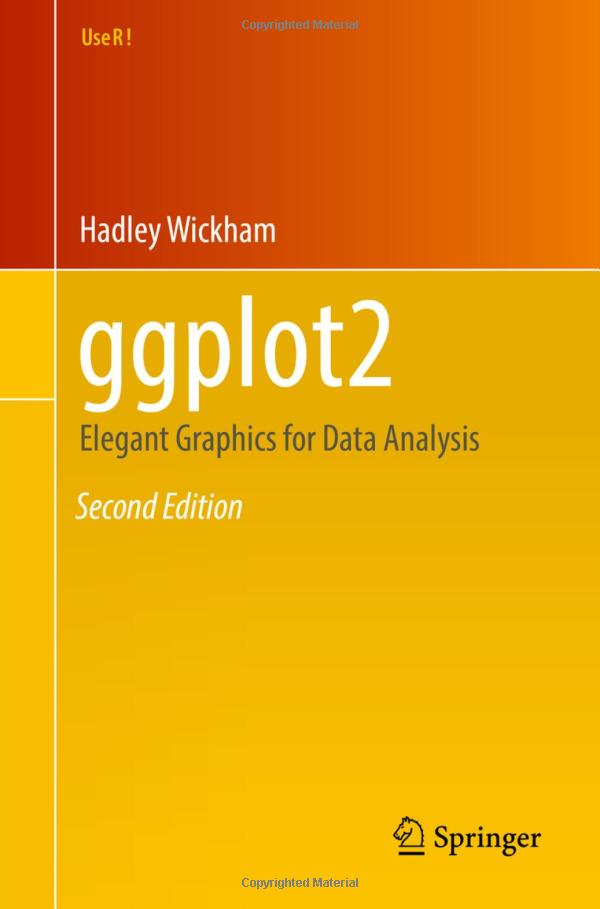 Copyrighted Material
Use R!
Hadley Wickham
ggplot2
Elegant Graphics for Data Analysis
Second Edition
Springer
Copyrighted Material